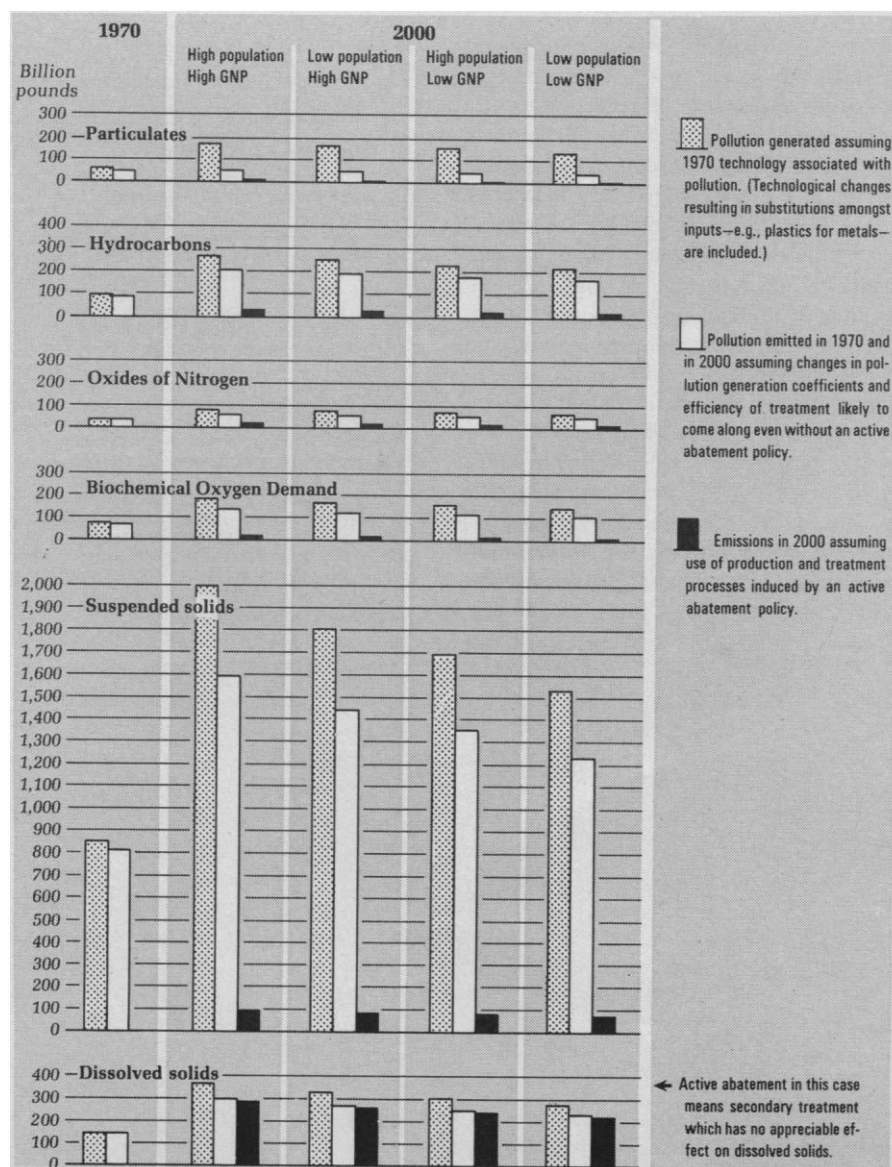 1970
2000
High population
High GNP
Low population
High GNP
High population
Low GNP
Low population
Low GNP
Billion
pounds
300
200
Particulates
100
0
400
300
Hydrocarbons
200
100
0
300
200
Oxides of Nitrogen
100
0
300
200
Biochemical Oxygen Demand
100
0
2,000
1,900
Suspended solids
1,800
1,700
1,600
1,500
1,400
1,300
1,200
1,100
1,000
900
800
700
600
500
400
300
200
100
0
400
Dissolved solids
300
200
100
0
Pollution generated assuming
1970 technology associated with
pollution. (Technological changes
resulting in substitutions amongst
inputs—e.g., plastics for metals—
are included.)
Pollution emitted in 1970 and
in 2000 assuming changes in pol-
lution generation coefficients and
efficiency of treatment likely to
come along even without an active
abatement policy.
Emissions in 2000 assuming
use of production and treatment
processes induced by an active
abatement policy.
Active abatement in this case
means secondary treatment
which has no appreciable ef-
fect on dissolved solids.